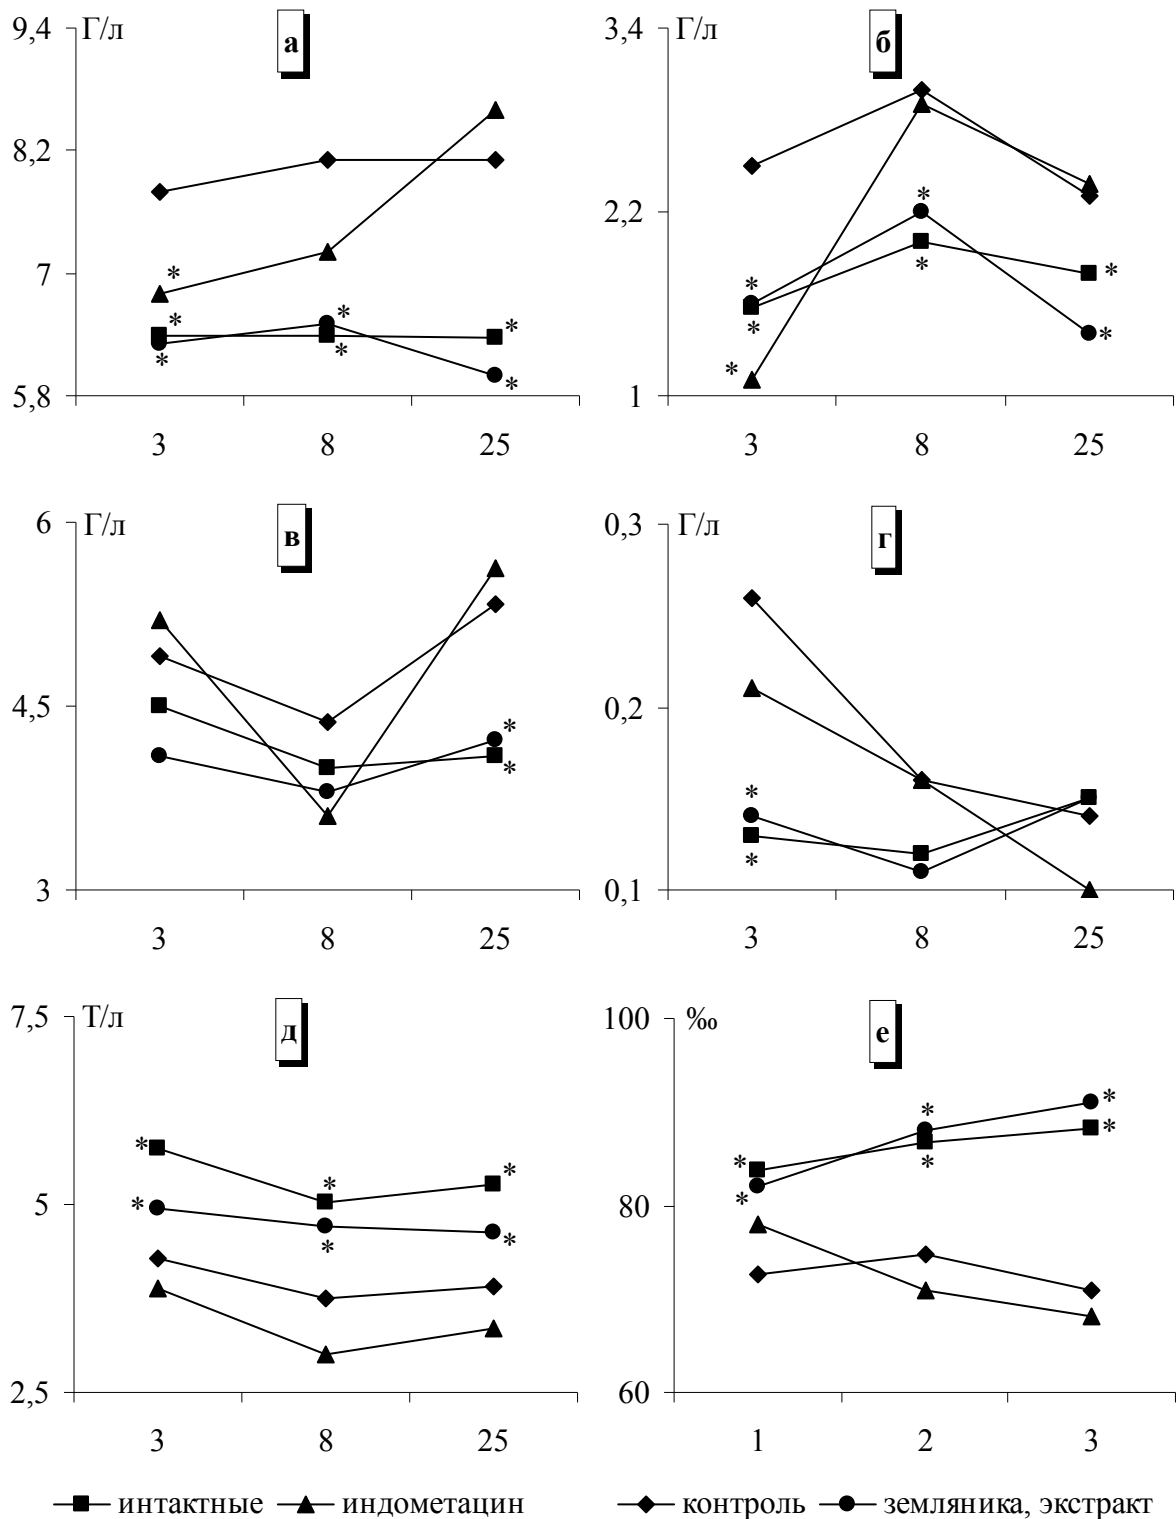 9,4 Г/л а
8,2
7
5,8
3 8 25
3,4 Г/л б
2,2
1
3 8 25
6 Г/л в
4,5
3
3 8 25
0,3 Г/л г
0,2
0,1
3 8 25
7,5 Т/л д
5
2,5
3 8 25
100 ‰ е
80
60
1 2 3
интактные индометацин контроль земляника, экстракт